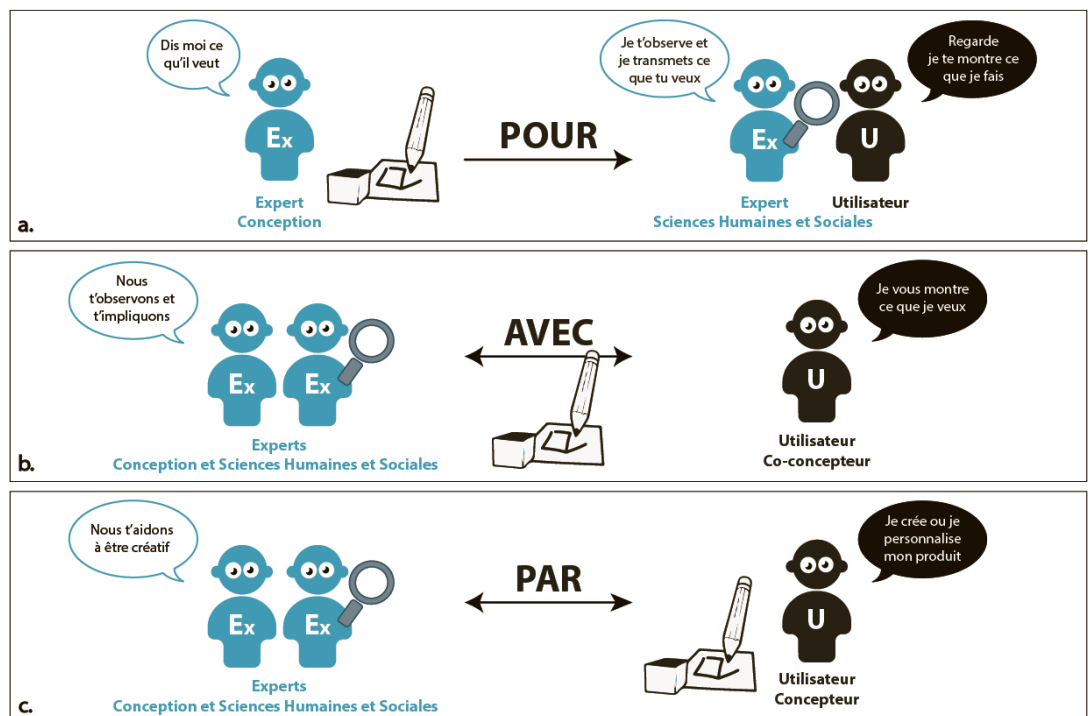 Dis moi ce
qu'il veut
Ex
Expert
Conception
POUR
Je t'observe et
je transmets ce
que tu veux
Regarde
je te montre ce
que je fais
Ex
U
Expert
Sciences Humaines et Sociales
Utilisateur
a.
Nous
t'observons et
t'impliquons
Ex
Ex
Experts
Conception et Sciences Humaines et Sociales
AVEC
Je vous montre
ce que je veux
U
Utilisateur
Co-concepteur
b.
Nous t'aidons
à être créatif
Ex
Ex
Experts
Conception et Sciences Humaines et Sociales
PAR
Je crée ou je
personnalise
mon produit
U
Utilisateur
Concepteur
c.